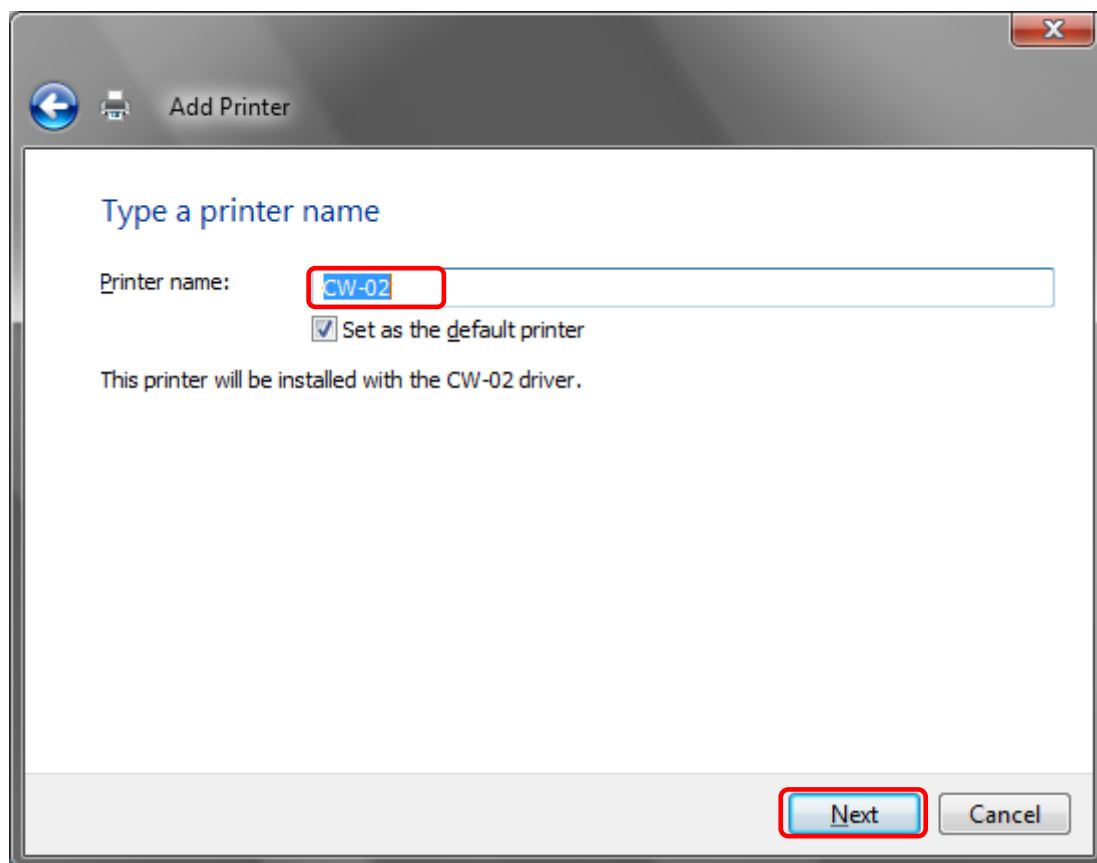 Add Printer
Type a printer name
Printer name: CW-02
Set as the default printer
This printer will be installed with the CW-02 driver.
Next Cancel